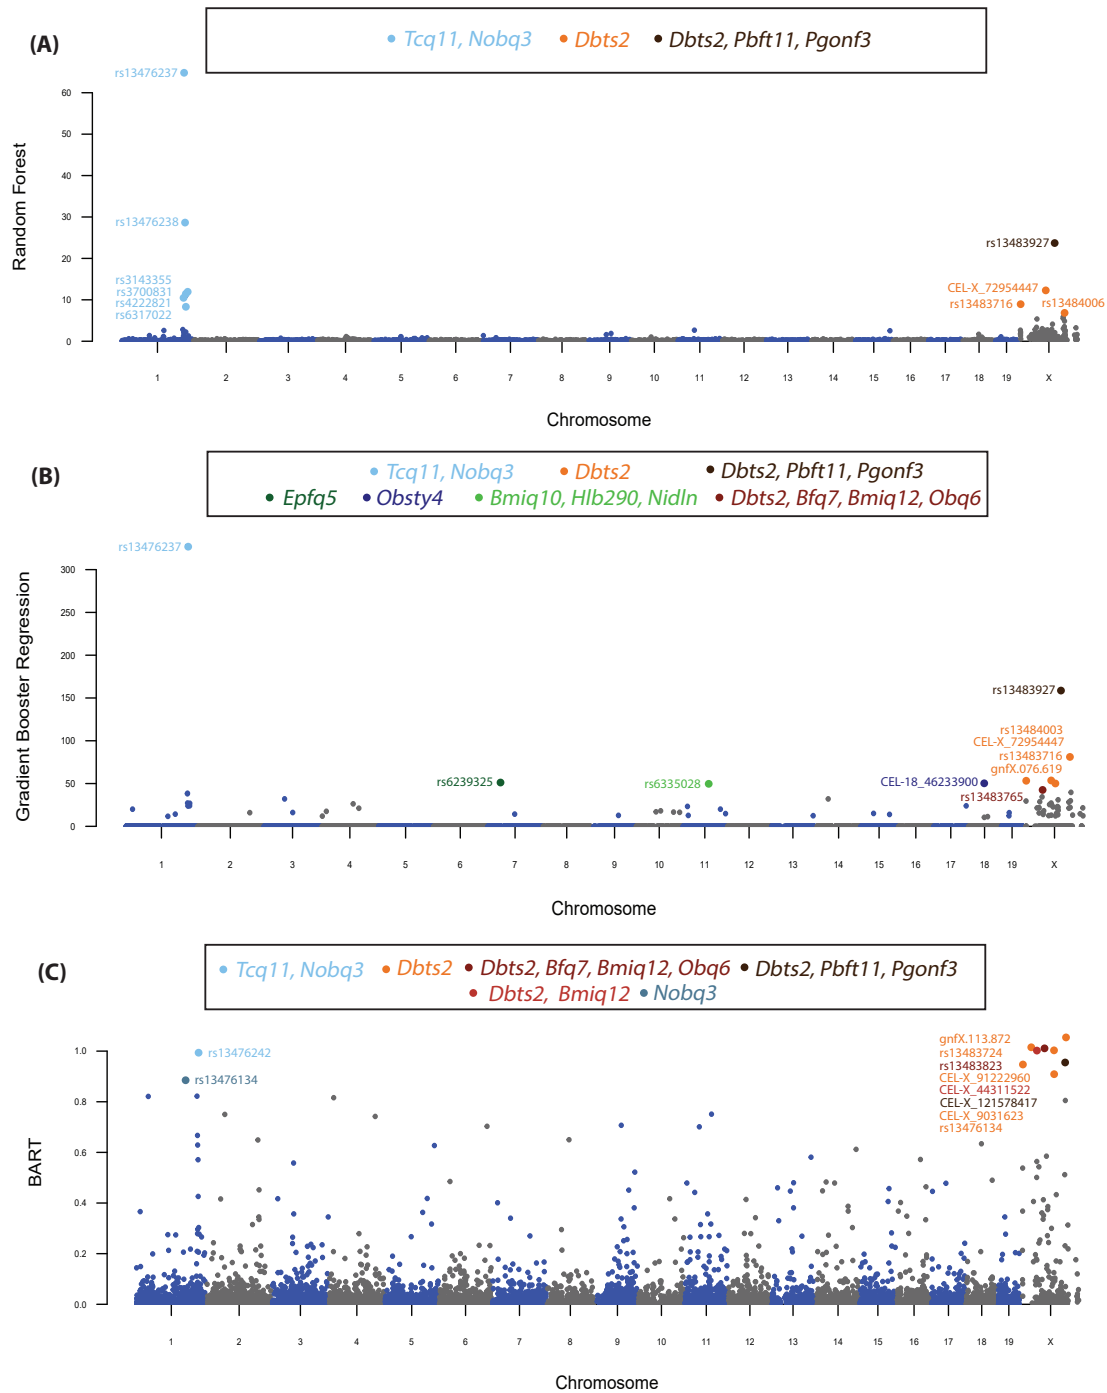 (A)
Tcq11, Nobq3 Dbts2 Dbts2, Pbft11, Pgonf3
rs13476237
60
50
40
30
20
10
0
Random Forest
rs13476238
rs13483927
rs3143355
rs3700831
rs4222821
rs6317022
CEL-X_72954447
rs13483716 rs13484006
1 2 3 4 5 6 7 8 9 10 11 12 13 14 15 16 17 18 19 X
Chromosome
(B)
Tcq11, Nobq3 Dbts2 Dbts2, Pbft11, Pgonf3
Epfq5 Obsty4 Bmiq10, Hlb290, Nidln Dbts2, Bfq7, Bmiq12, Obq6
rs13476237
300
250
200
150
100
50
0
Gradient Booster Regression
rs13483927
rs13484003
CEL-X_72954447
rs13483716
gnfX.076.619
rs6239325 rs6335028 CEL-18_46233900
rs13483765
1 2 3 4 5 6 7 8 9 10 11 12 13 14 15 16 17 18 19 X
Chromosome
(C)
Tcq11, Nobq3 Dbts2 Dbts2, Bfq7, Bmiq12, Obq6 Dbts2, Pbft11, Pgonf3
Dbts2, Bmiq12 Nobq3
1.0
0.8
0.6
0.4
0.2
0.0
BART
rs13476242
rs13476134
gnfX.113.872
rs13483724
rs13483823
CEL-X_91222960
CEL-X_44311522
CEL-X_121578417
CEL-X_9031623
rs13476134
1 2 3 4 5 6 7 8 9 10 11 12 13 14 15 16 17 18 19 X
Chromosome